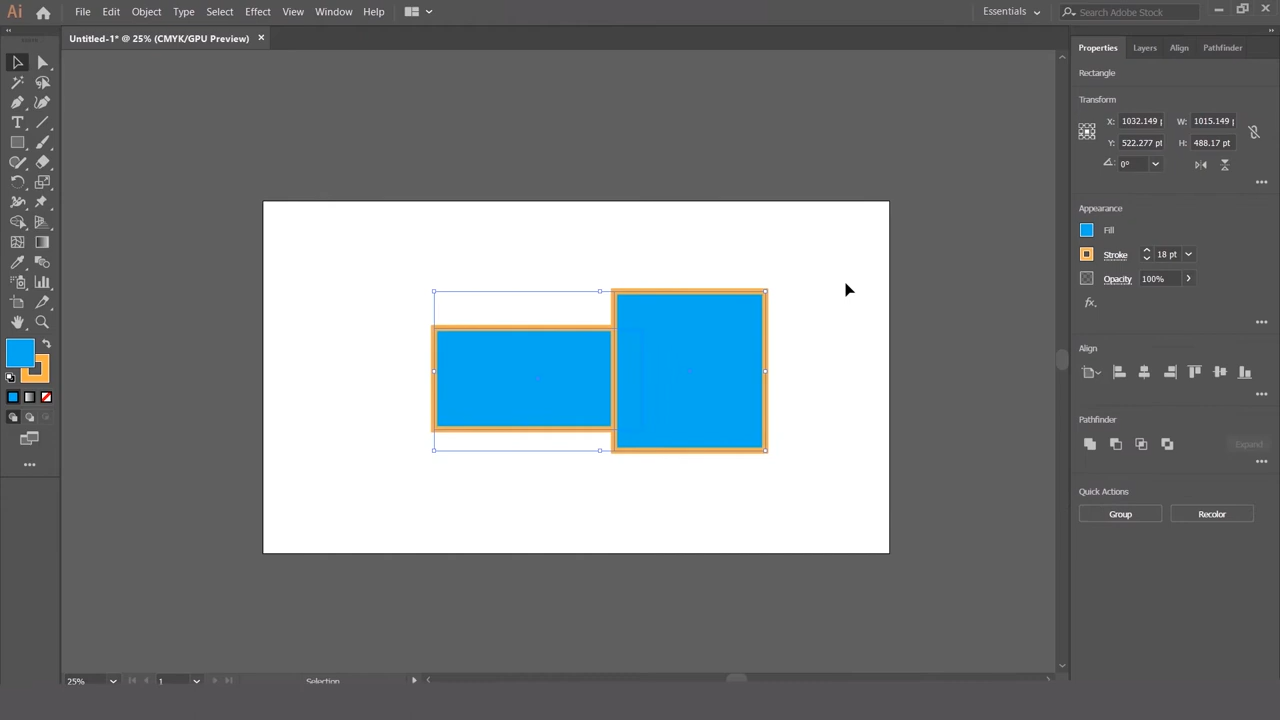 Ai File Edit Object Type Select Effect View Window Help Essentials Search Adobe Stock
Untitled-1* @ 25% (CMYK/GPU Preview)
Properties Layers Align Pathfinder
Rectangle
Transform
X: 1032.149 p W: 1015.149 p
Y: 522.277 pt H: 488.17 pt
0°
Appearance
Fill
Stroke 18 pt
Opacity 100%
fx.
Align
Pathfinder
Expand
Quick Actions
Group Recolor
25% 1 Selection